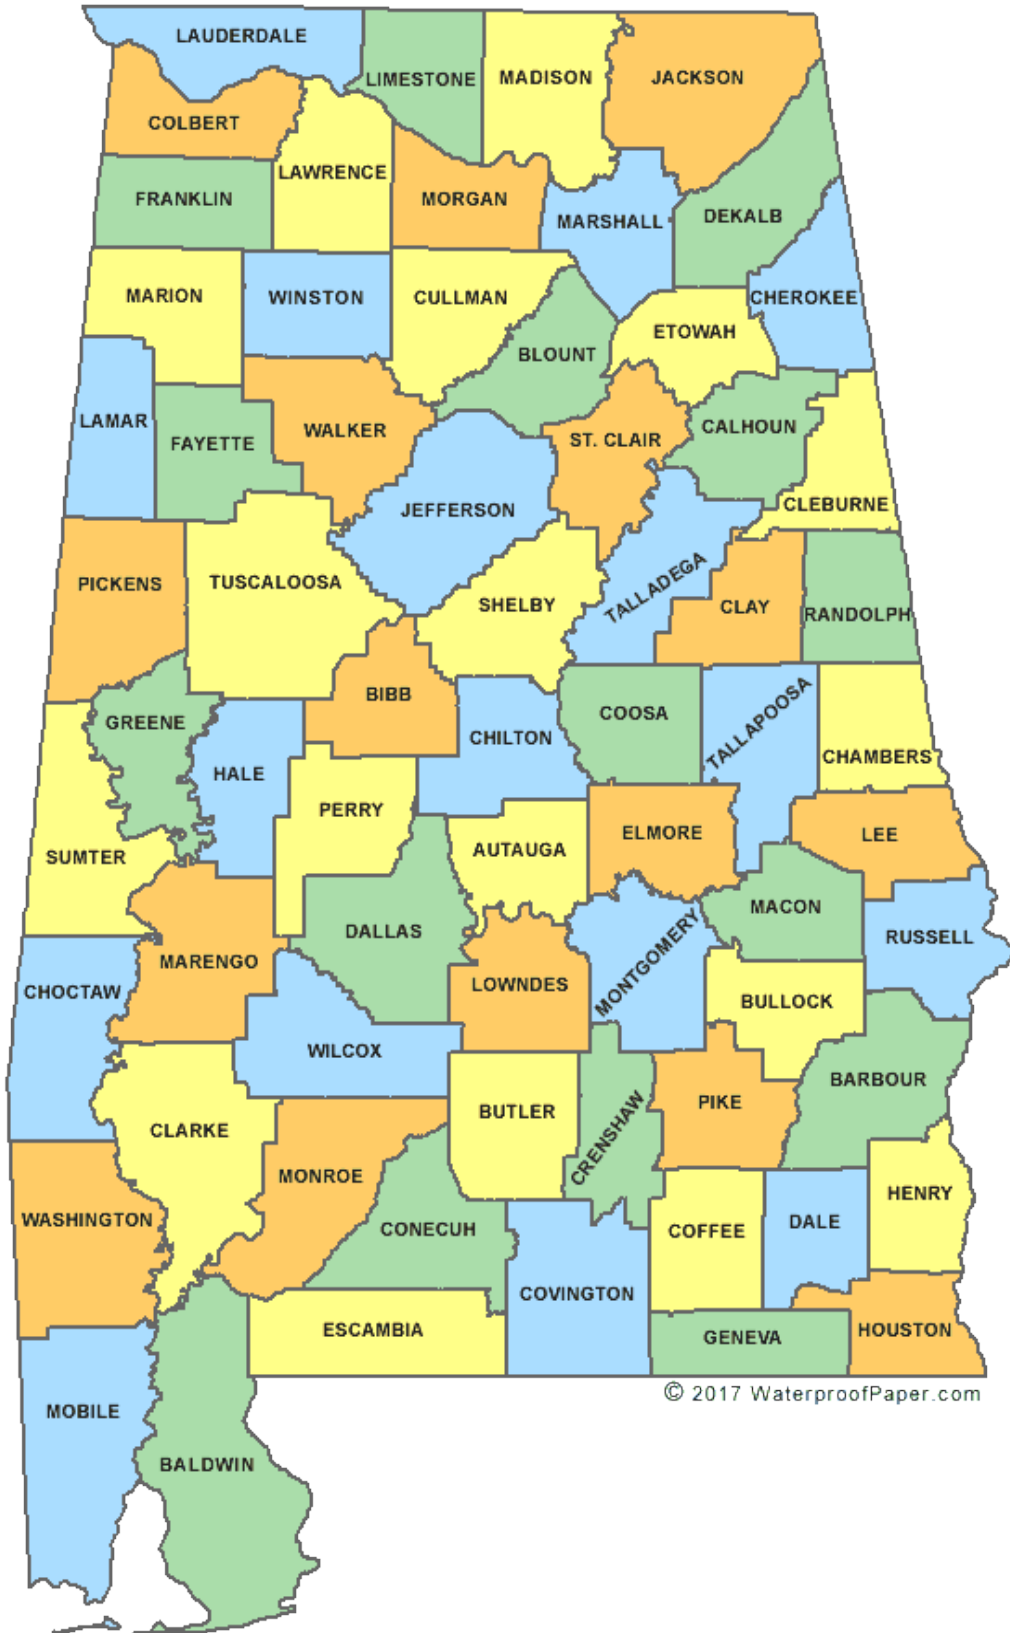 LAUDERDALE
LIMESTONE
MADISON
JACKSON
COLBERT
LAWRENCE
FRANKLIN
MORGAN
MARSHALL
DEKALB
MARION
WINSTON
CULLMAN
CHEROKEE
ETOWAH
BLOUNT
LAMAR
FAYETTE
WALKER
ST. CLAIR
CALHOUN
JEFFERSON
CLEBURNE
PICKENS
TUSCALOOSA
SHELBY
TALLADEGA
CLAY
RANDOLPH
BIBB
GREENE
HALE
CHILTON
COOSA
TALLAPOOSA
CHAMBERS
PERRY
SUMTER
AUTAUGA
ELMORE
LEE
MACON
DALLAS
RUSSELL
MARENGO
CHOCTAW
LOWNDES
MONTGOMERY
BULLOCK
WILCOX
BARBOUR
CLARKE
BUTLER
CRENSHAW
PIKE
MONROE
HENRY
WASHINGTON
CONECUH
COFFEE
DALE
COVINGTON
ESCAMBIA
GENEVA
HOUSTON
© 2017 WaterproofPaper.com
MOBILE
BALDWIN